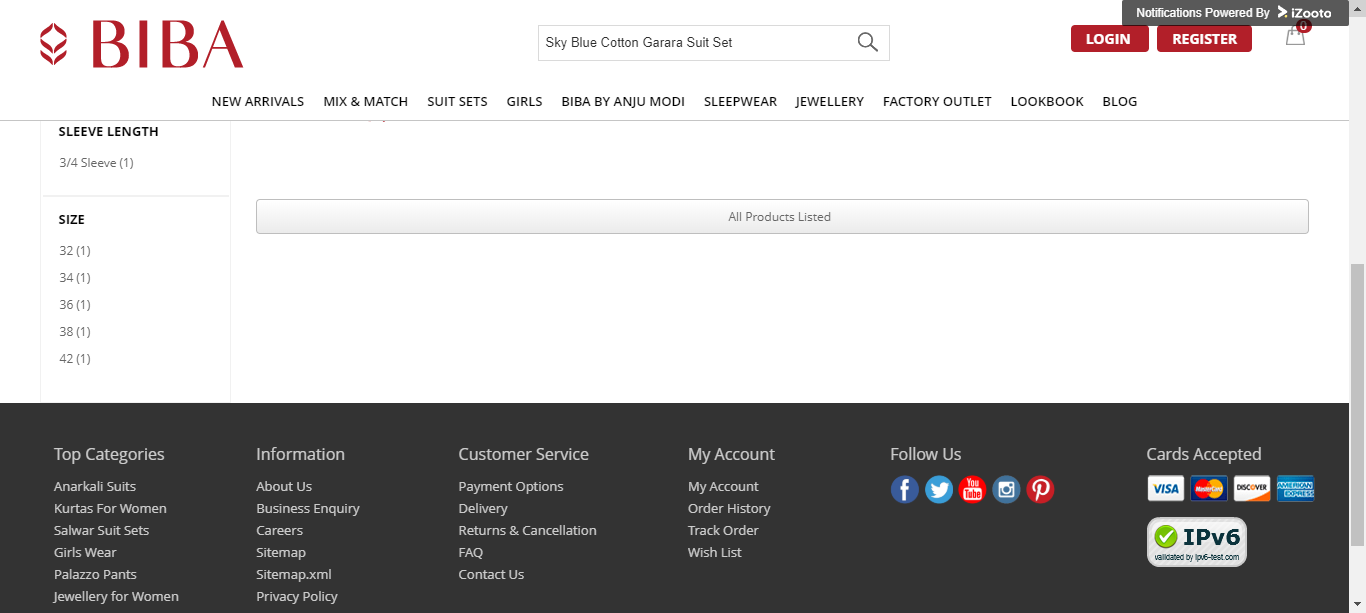 Notifications Powered By iZooto
BIBA
Sky Blue Cotton Garara Suit Set
LOGIN
REGISTER
0
NEW ARRIVALS MIX & MATCH SUIT SETS GIRLS BIBA BY ANJU MODI SLEEPWEAR JEWELLERY FACTORY OUTLET LOOKBOOK BLOG
SLEEVE LENGTH
3/4 Sleeve (1)
SIZE
32 (1)
34 (1)
36 (1)
38 (1)
42 (1)
All Products Listed
Top Categories
Anarkali Suits
Kurtas For Women
Salwar Suit Sets
Girls Wear
Palazzo Pants
Jewellery for Women
Information
About Us
Business Enquiry
Careers
Sitemap
Sitemap.xml
Privacy Policy
Customer Service
Payment Options
Delivery
Returns & Cancellation
FAQ
Contact Us
My Account
My Account
Order History
Track Order
Wish List
Follow Us
You
Tube
Cards Accepted
VISA
MasterCard
DISCOVER
AMERICAN
EXPRESS
IPv6
validated by ipv6-test.com